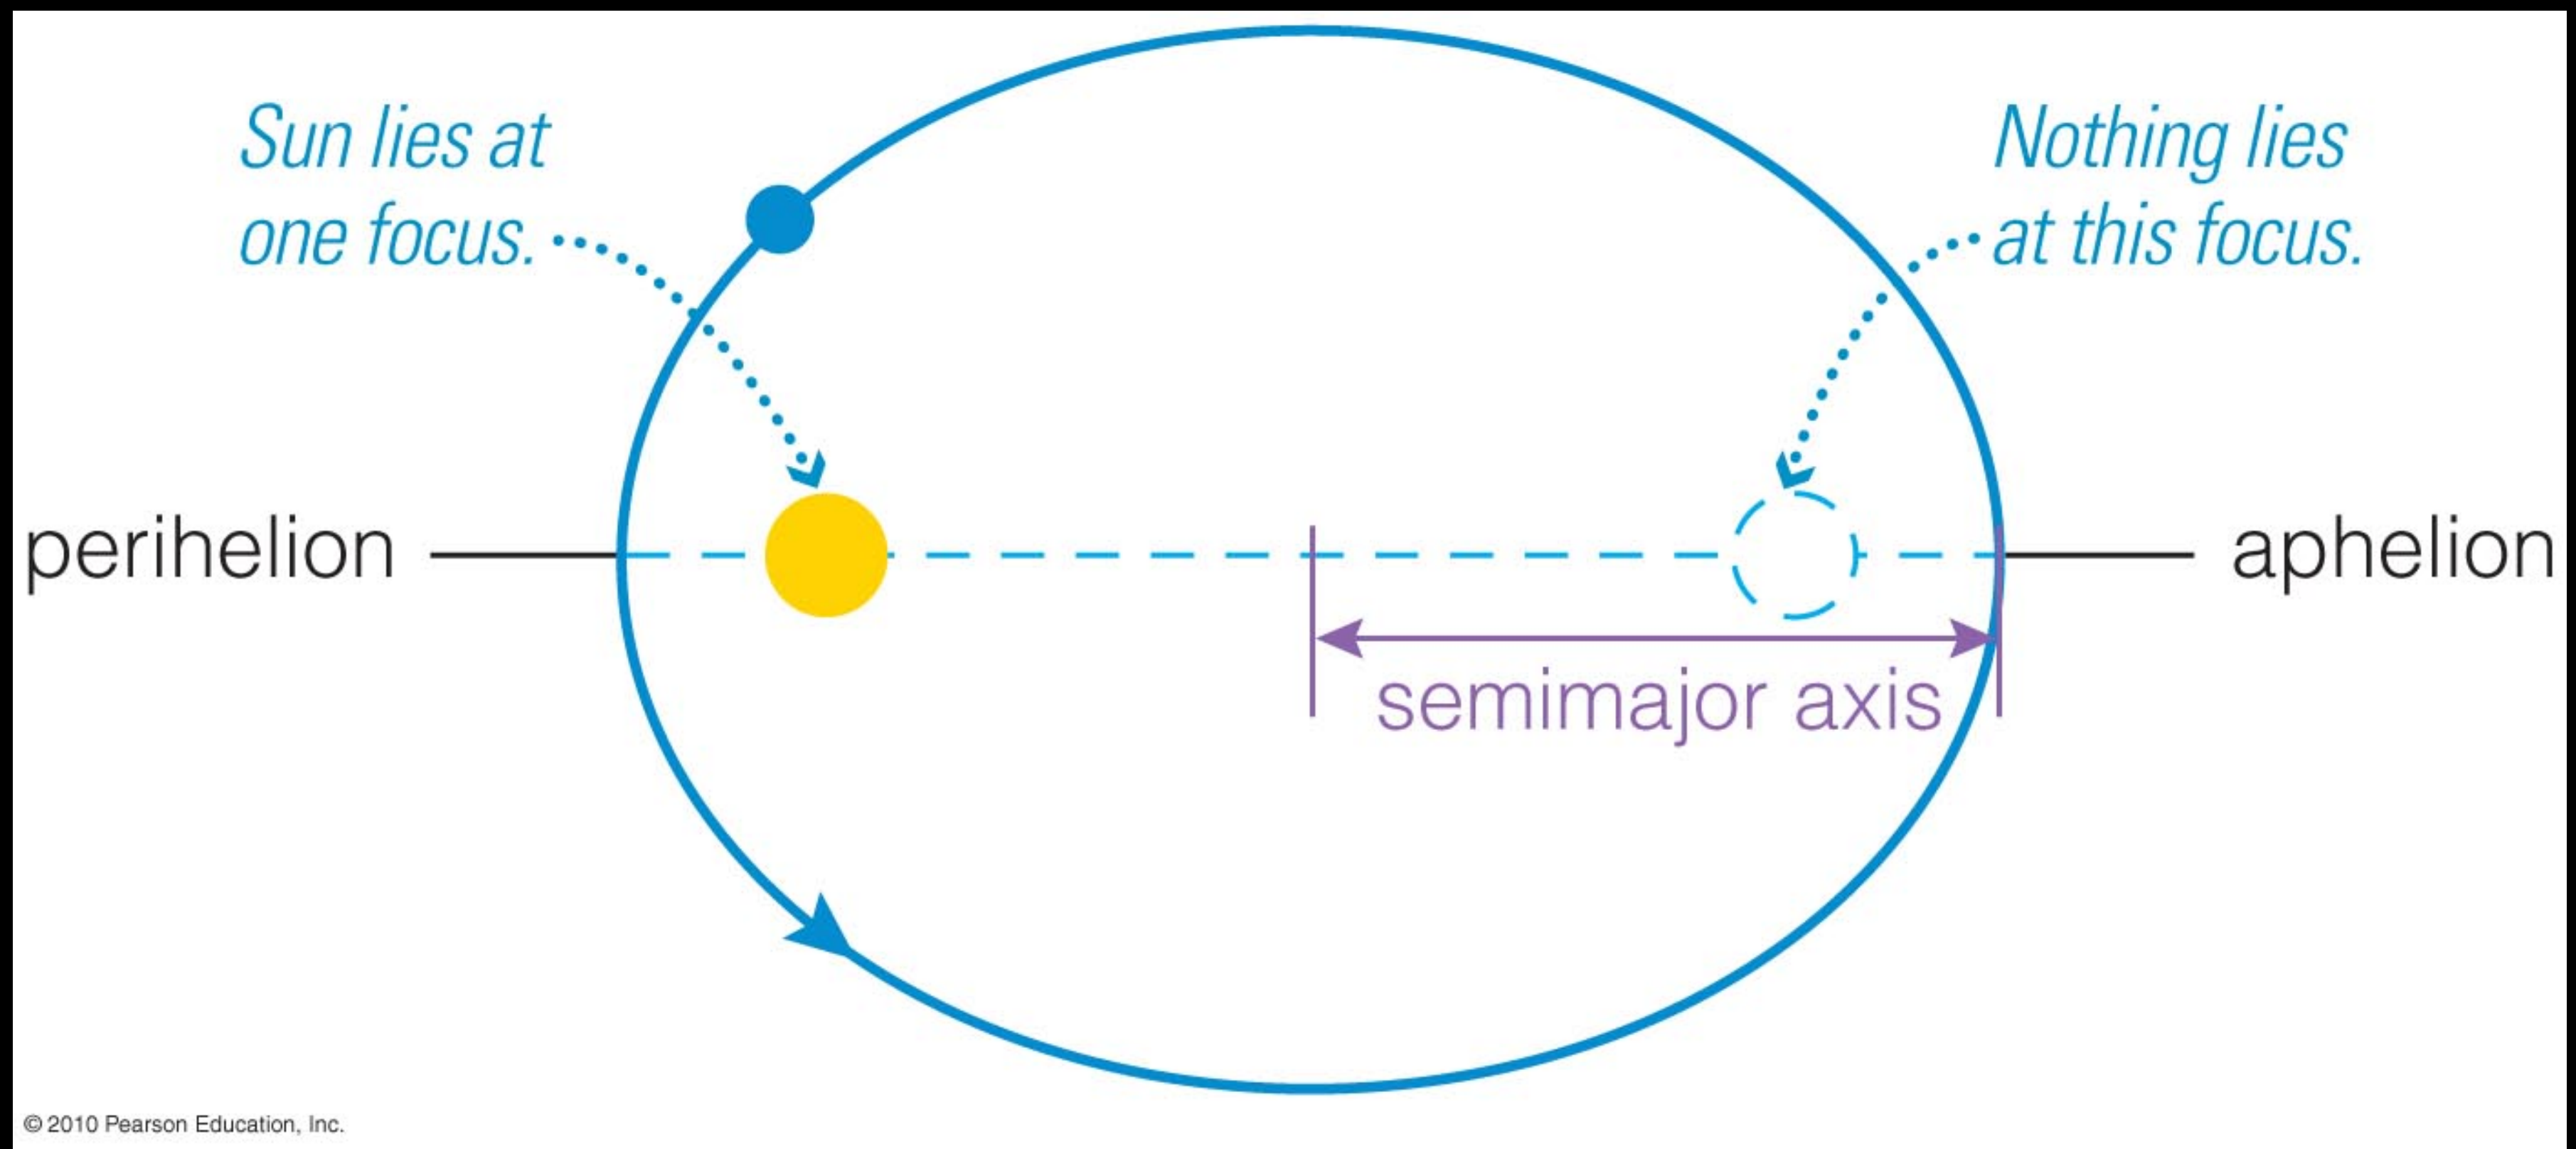 Sun lies at
one focus.
Nothing lies
at this focus.
perihelion
aphelion
semimajor axis
© 2010 Pearson Education, Inc.